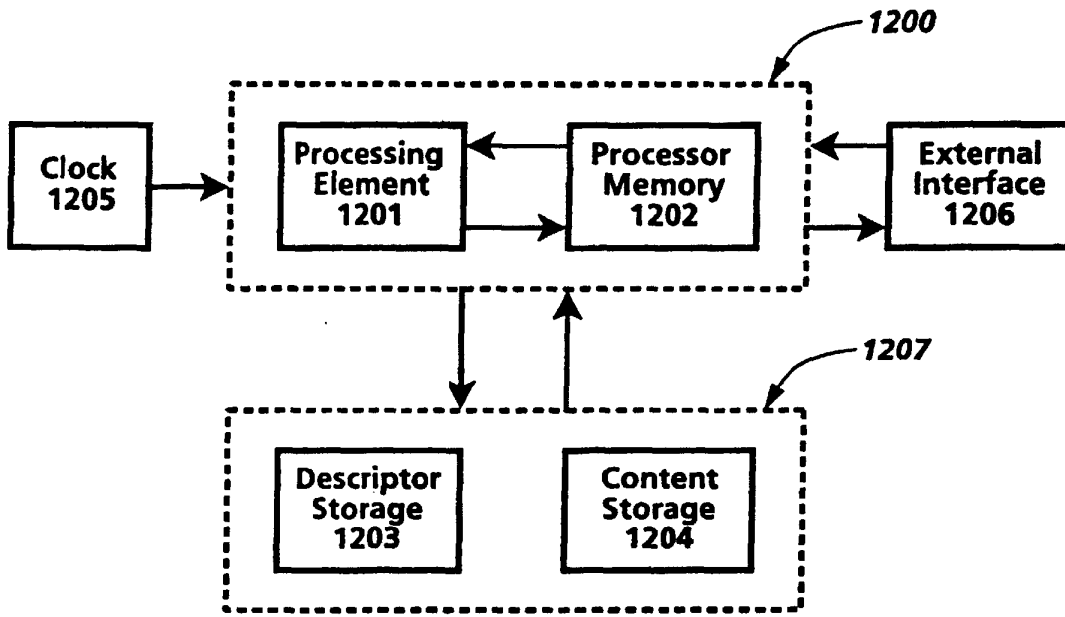 1200
Clock
1205
Processing
Element
1201
Processor
Memory
1202
External
Interface
1206
1207
Descriptor
Storage
1203
Content
Storage
1204